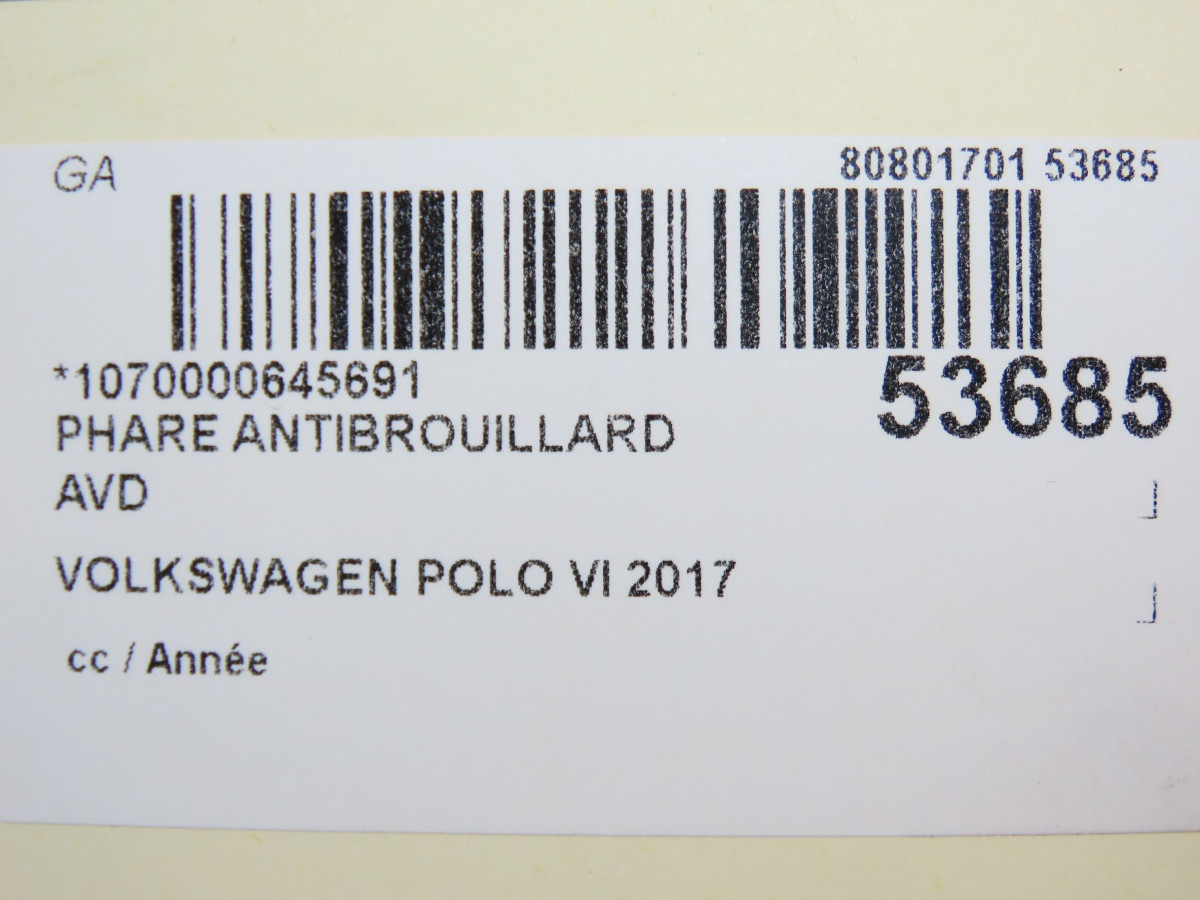 GA
80801701 53685
*1070000645691
53685
PHARE ANTIBROUILLARD
AVD
VOLKSWAGEN POLO VI 2017
cc / Année